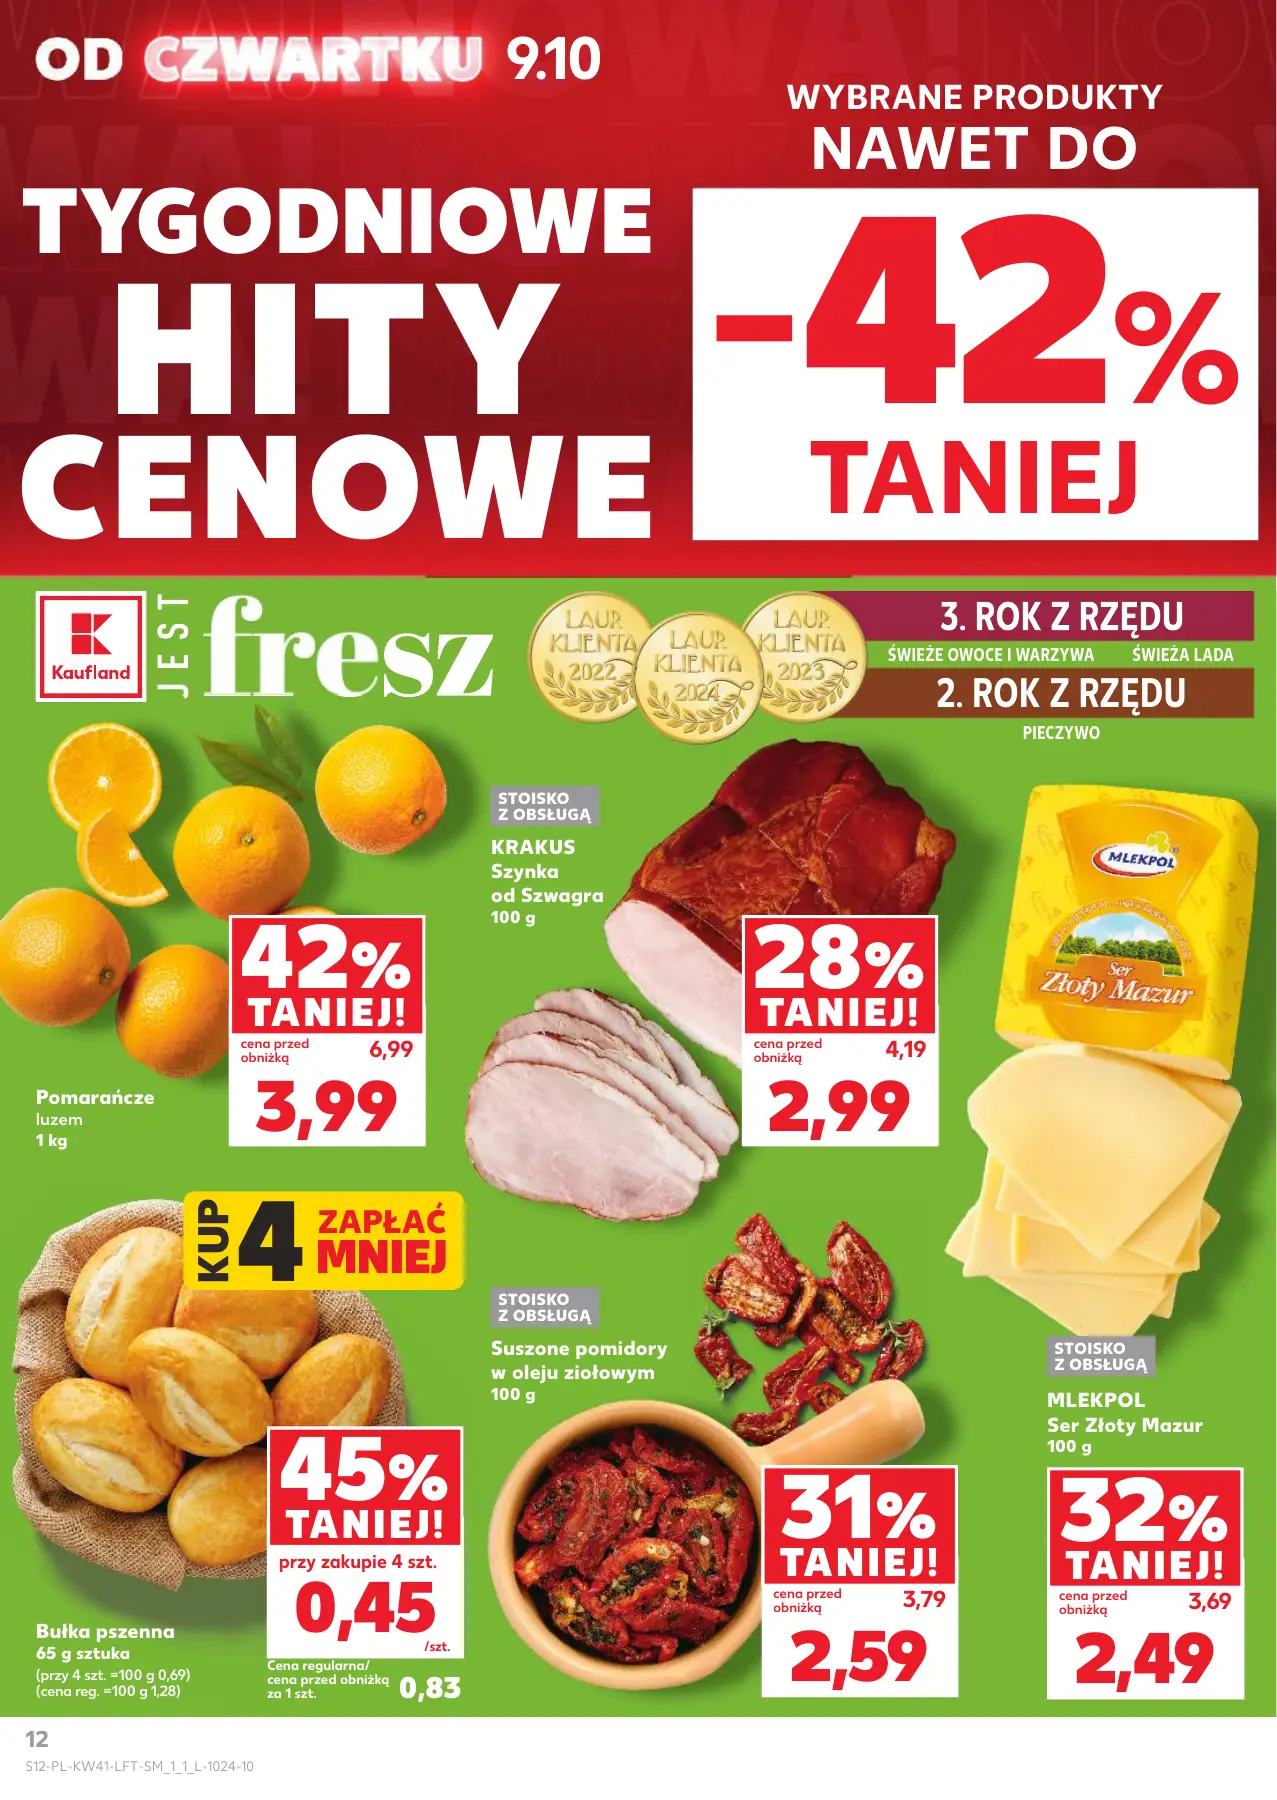 OD CZWARTKU 9.10
WYBRANE PRODUKTY
NAWET DO
-42%
TANIEJ
TYGODNIOWE
HITY
CENOWE
Kaufland
JEST
fresz
LAUR KLIENTA 2022
LAUR KLIENTA 2024
LAUR KLIENTA 2023
3. ROK Z RZĘDU
ŚWIEŻE OWOCE I WARZYWA ŚWIEŻA LADA
2. ROK Z RZĘDU
PIECZYWO
42%
TANIEJ!
cena przed
obniżką
6,99
3,99
Pomarańcze
luzem
1 kg
STOISKO
Z OBSŁUGĄ
KRAKUS
Szynka
od Szwagra
100 g
28%
TANIEJ!
cena przed
obniżką
4,19
2,99
MLEKPOL
Ser
Złoty Mazur
KUP 4
ZAPŁAĆ
MNIEJ
45%
TANIEJ!
przy zakupie 4 szt.
0,45
/szt.
Cena regularna/
cena przed obniżką
za 1 szt.
0,83
Bułka pszenna
65 g sztuka
(przy 4 szt. =100 g 0,69)
(cena reg. =100 g 1,28)
STOISKO
Z OBSŁUGĄ
Suszone pomidory
w oleju ziołowym
100 g
31%
TANIEJ!
cena przed
obniżką
3,79
2,59
STOISKO
Z OBSŁUGĄ
MLEKPOL
Ser Złoty Mazur
100 g
32%
TANIEJ!
cena przed
obniżką
3,69
2,49
12
S12-PL-KW41-LFT-SM_1_1_L-1024-10